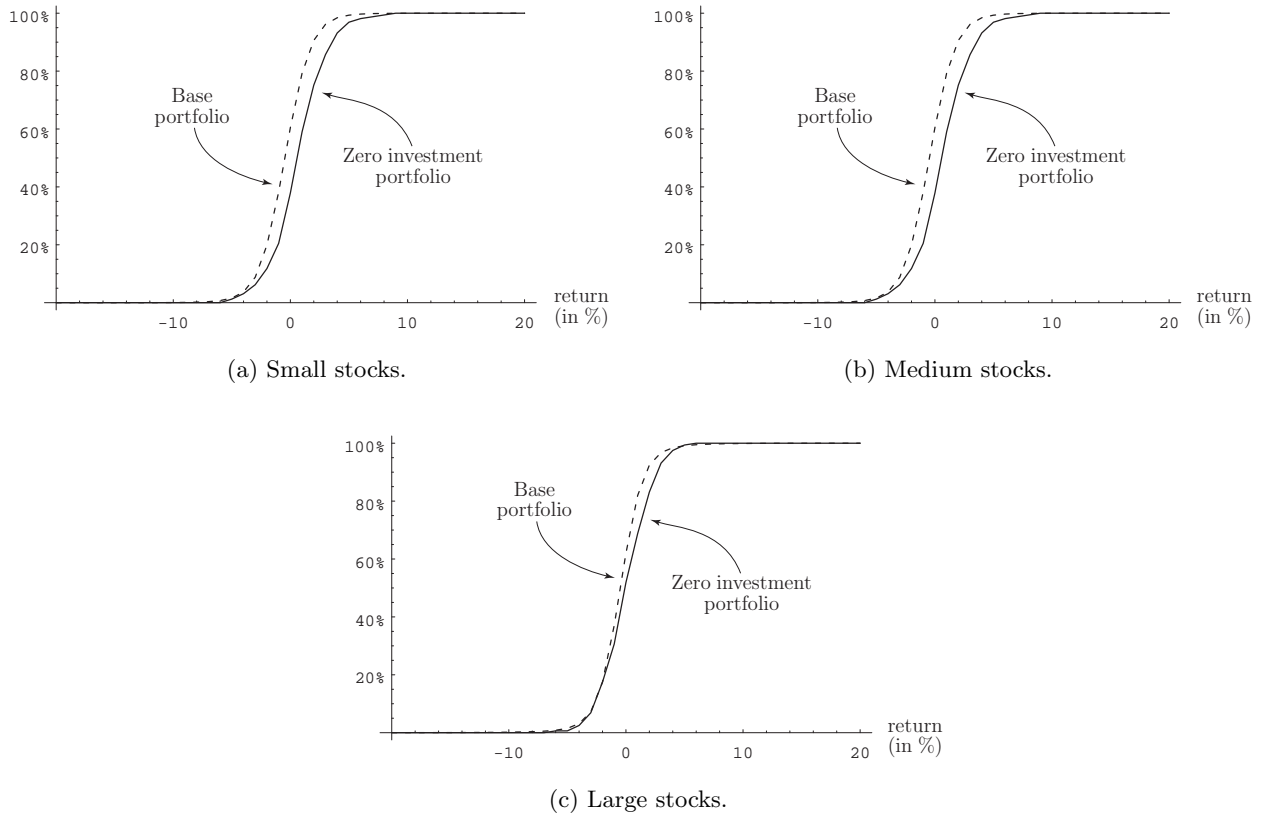 100%
80%
60%
40%
20%
Base
portfolio
Zero investment
portfolio
-10
0
10
20
return
(in %)
(a) Small stocks.
100%
80%
60%
40%
20%
Base
portfolio
Zero investment
portfolio
-10
0
10
20
return
(in %)
(b) Medium stocks.
100%
80%
60%
40%
20%
Base
portfolio
Zero investment
portfolio
-10
0
10
20
return
(in %)
(c) Large stocks.